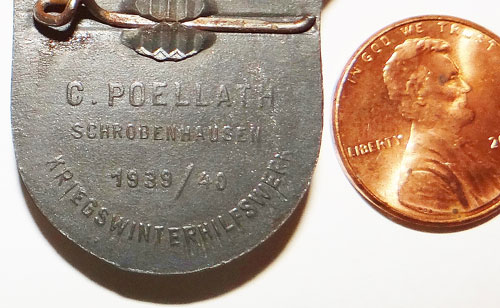 C. POELLATH
SCHROBENHAUSEN
1939/40
KRIEGSWINTERHILFSWERK
IN GOD WE TRUST
LIBERTY